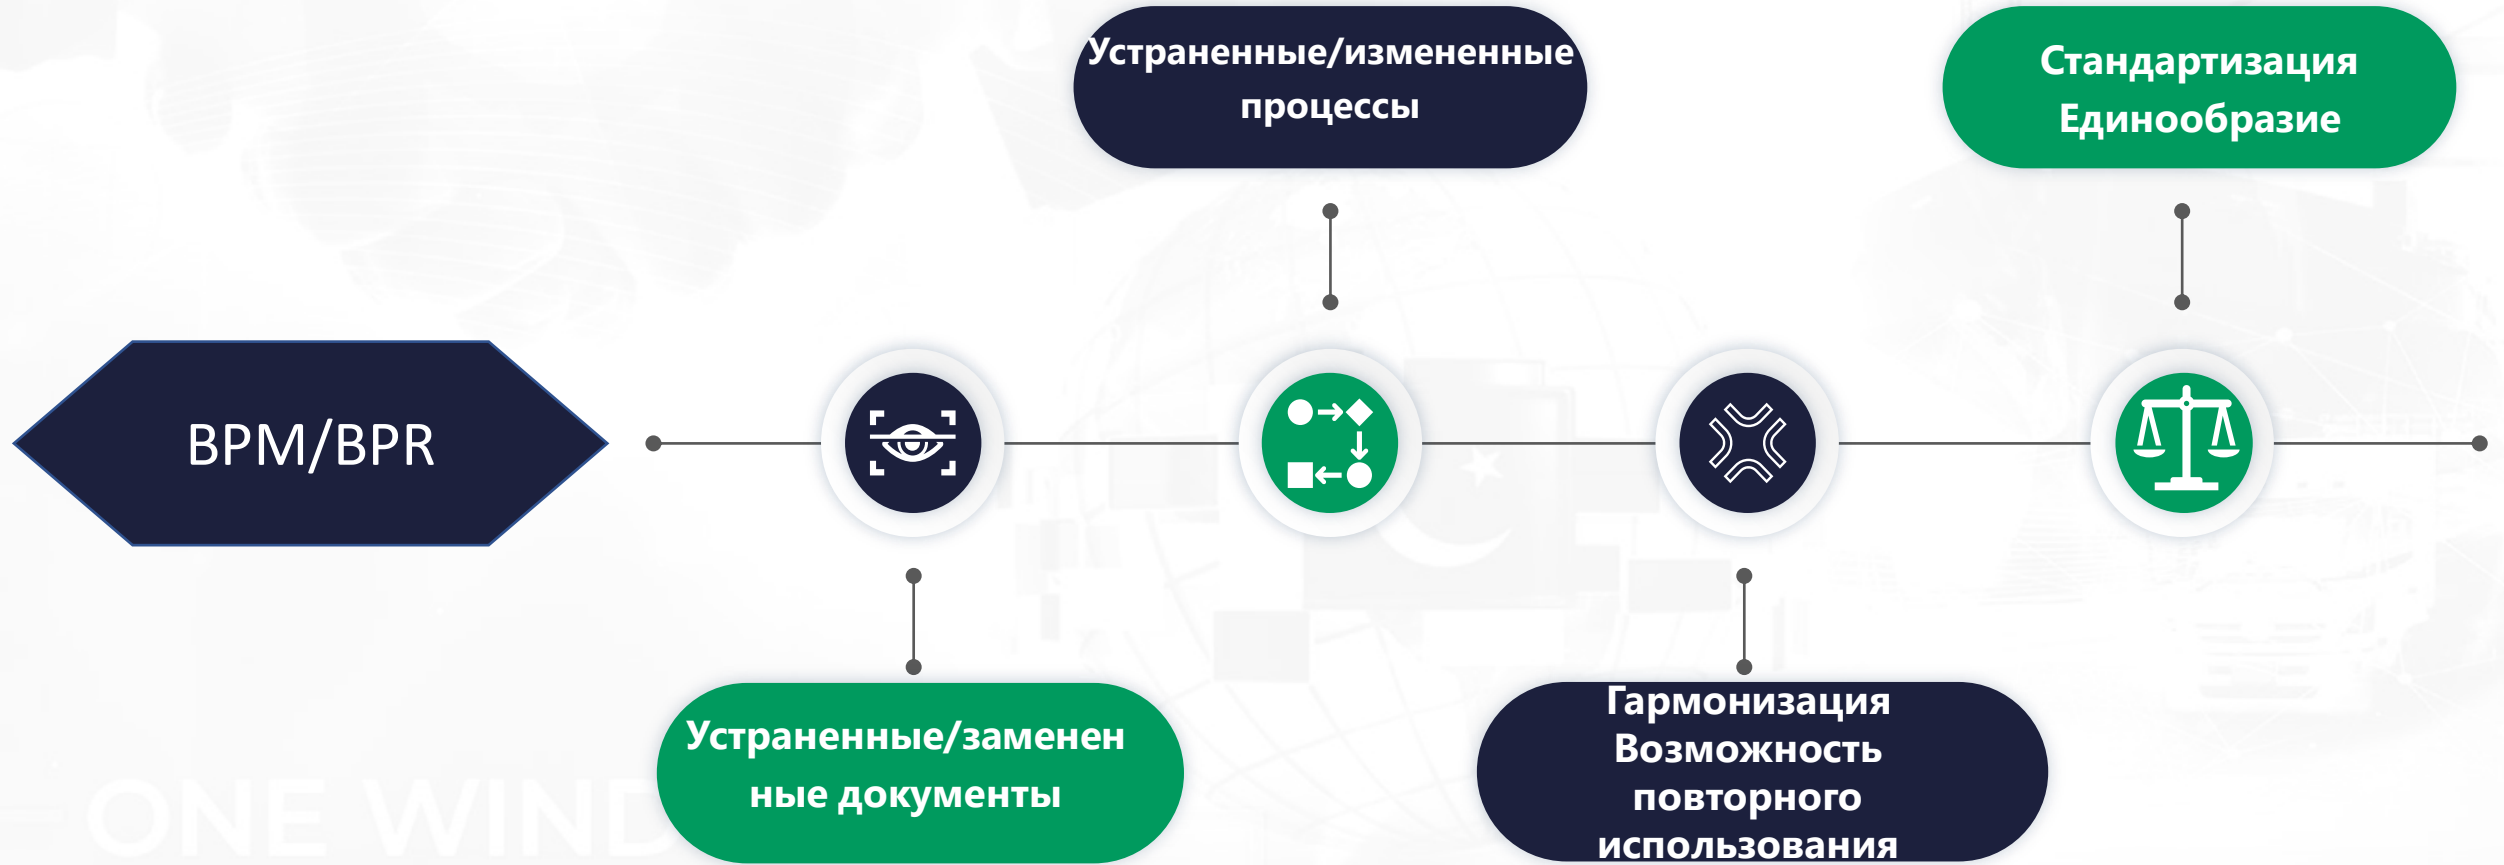 Устраненные/измененные
процессы
Стандартизация
Единообразие
BPM/BPR
Устраненные/заменен
ные документы
Гармонизация
Возможность
повторного
использования
ONE WIND